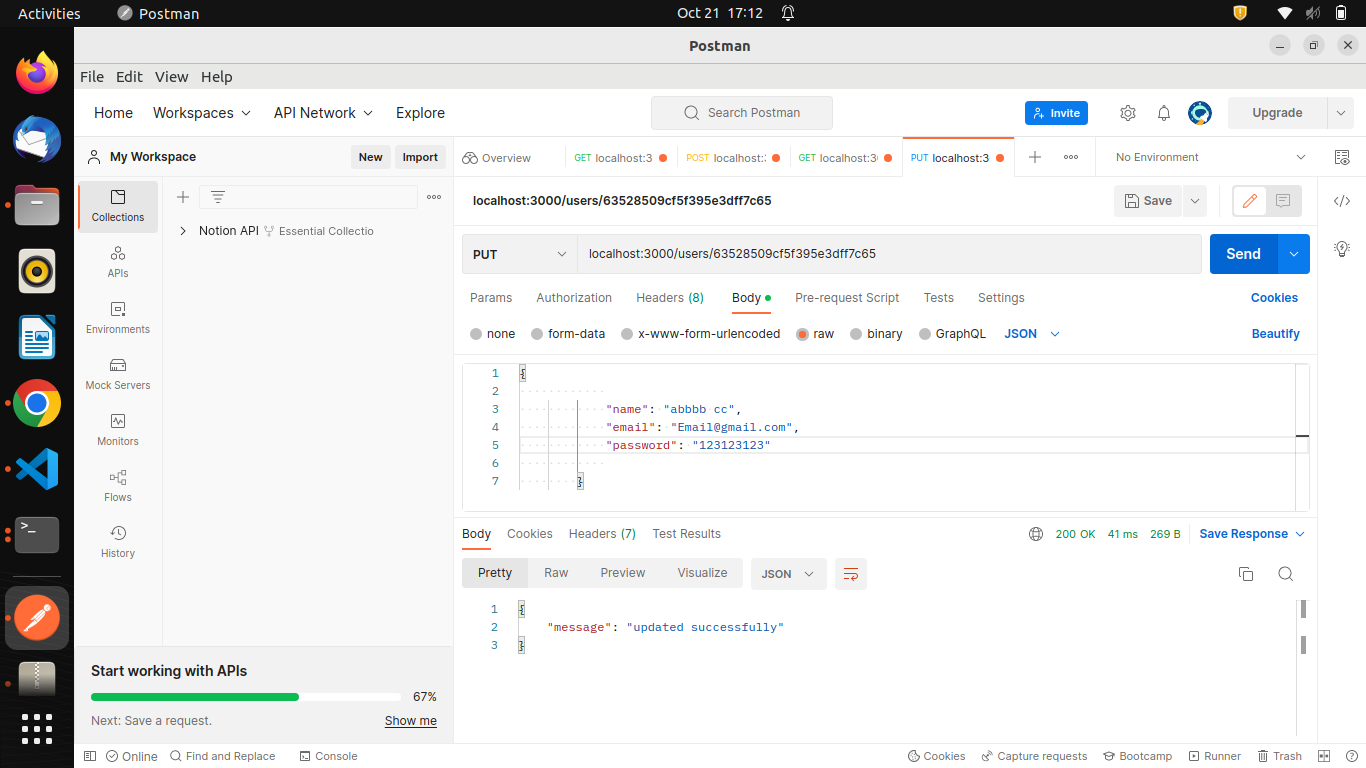 Activities Postman Oct 21 17:12
Postman
File Edit View Help
Home Workspaces API Network Explore Search Postman Invite Upgrade
My Workspace New Import Overview GET localhost:3 POST localhost: GET localhost:3 PUT localhost:3 No Environment
Collections
Notion API Essential Collectio
APIs
Environments
Mock Servers
Monitors
Flows
History
localhost:3000/users/63528509cf5f395e3dff7c65 Save
PUT localhost:3000/users/63528509cf5f395e3dff7c65 Send
Params Authorization Headers (8) Body Pre-request Script Tests Settings Cookies
none form-data x-www-form-urlencoded raw binary GraphQL JSON Beautify
1 {
2
3 "name": "abbbb cc",
4 "email": "Email@gmail.com",
5 "password": "123123123"
6
7 }
Body Cookies Headers (7) Test Results 200 OK 41 ms 269 B Save Response
Pretty Raw Preview Visualize JSON
1 {
2 "message": "updated successfully"
3 }
Start working with APIs
67%
Next: Save a request. Show me
Online Find and Replace Console Cookies Capture requests Bootcamp Runner Trash